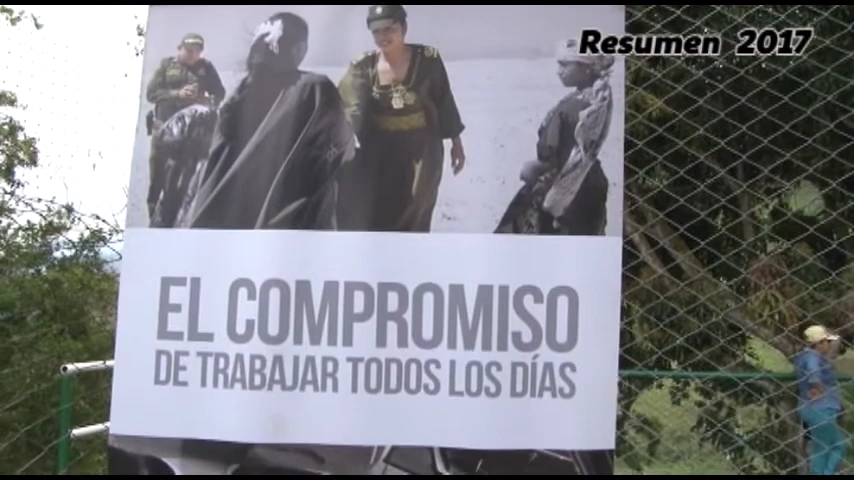 Resumen 2017
EL COMPROMISO
DE TRABAJAR TODOS LOS DÍAS